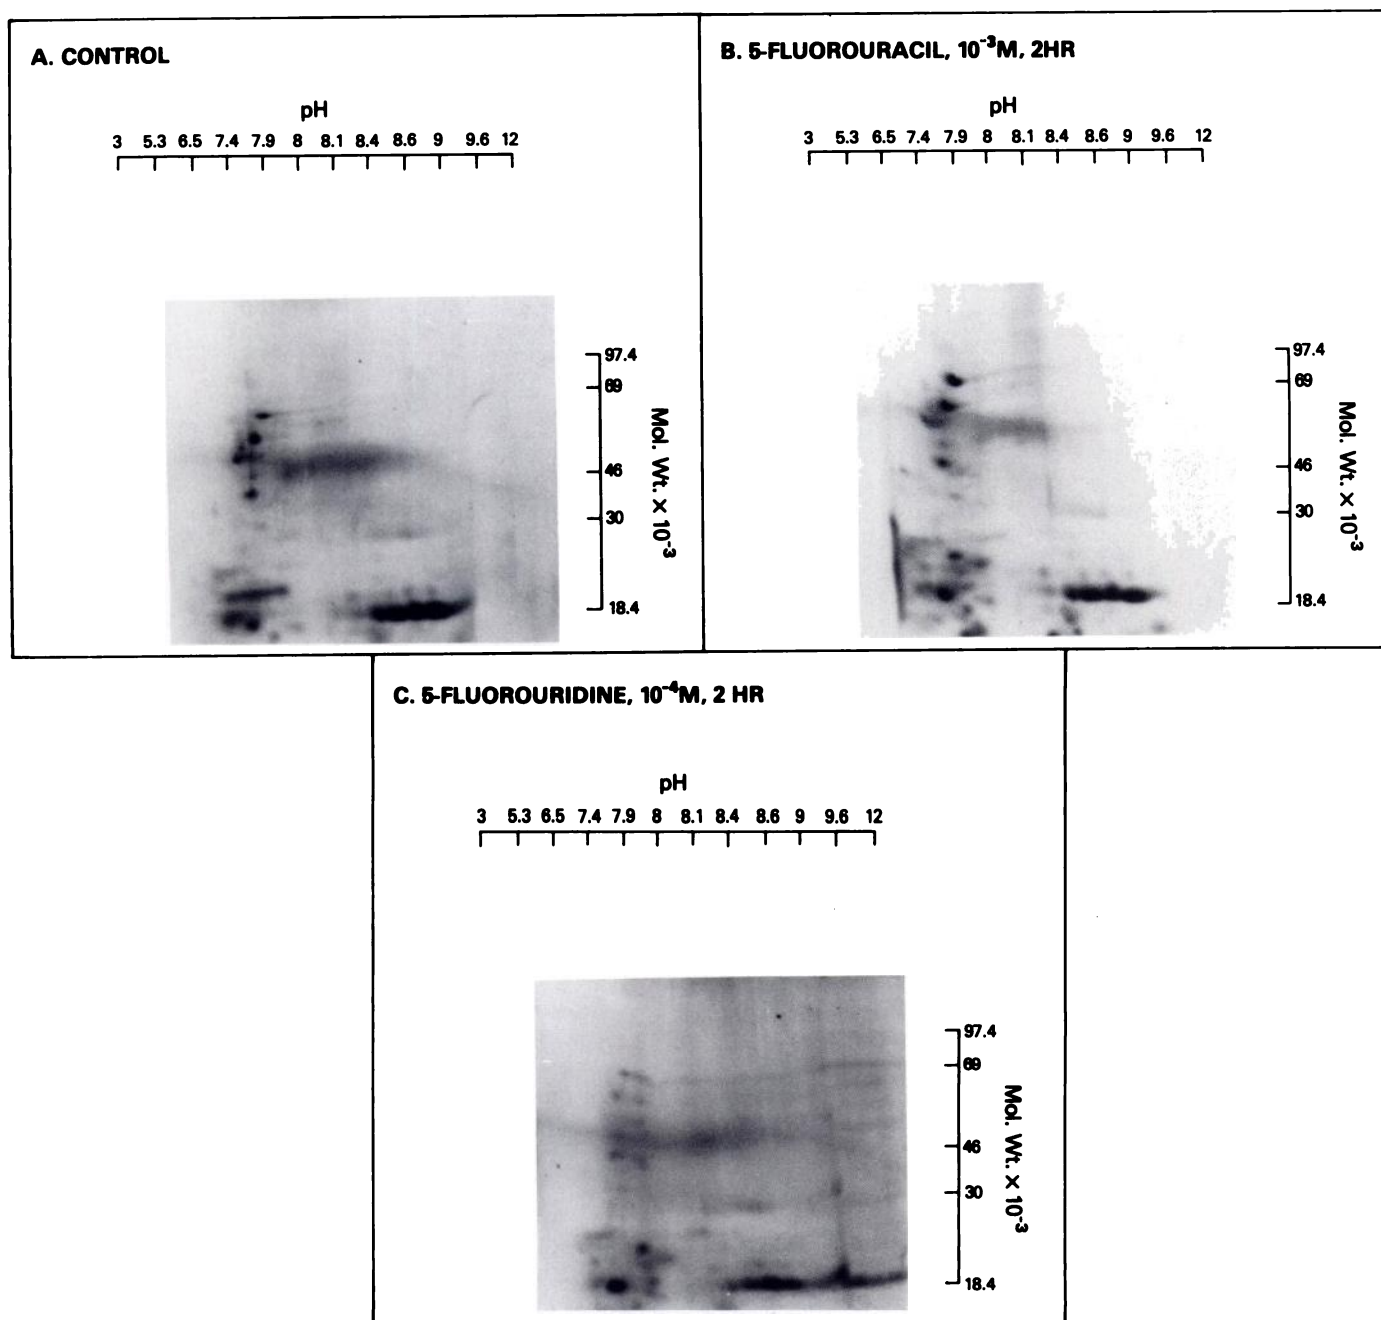 A. CONTROL
pH
3 5.3 6.5 7.4 7.9 8 8.1 8.4 8.6 9 9.6 12
97.4
69
46
30
18.4
Mol. Wt. × 10⁻³
B. 5-FLUOROURACIL, 10⁻³M, 2HR
pH
3 5.3 6.5 7.4 7.9 8 8.1 8.4 8.6 9 9.6 12
97.4
69
46
30
18.4
Mol. Wt. × 10⁻³
C. 5-FLUOROURIDINE, 10⁻⁴M, 2 HR
pH
3 5.3 6.5 7.4 7.9 8 8.1 8.4 8.6 9 9.6 12
97.4
69
46
30
18.4
Mol. Wt. × 10⁻³